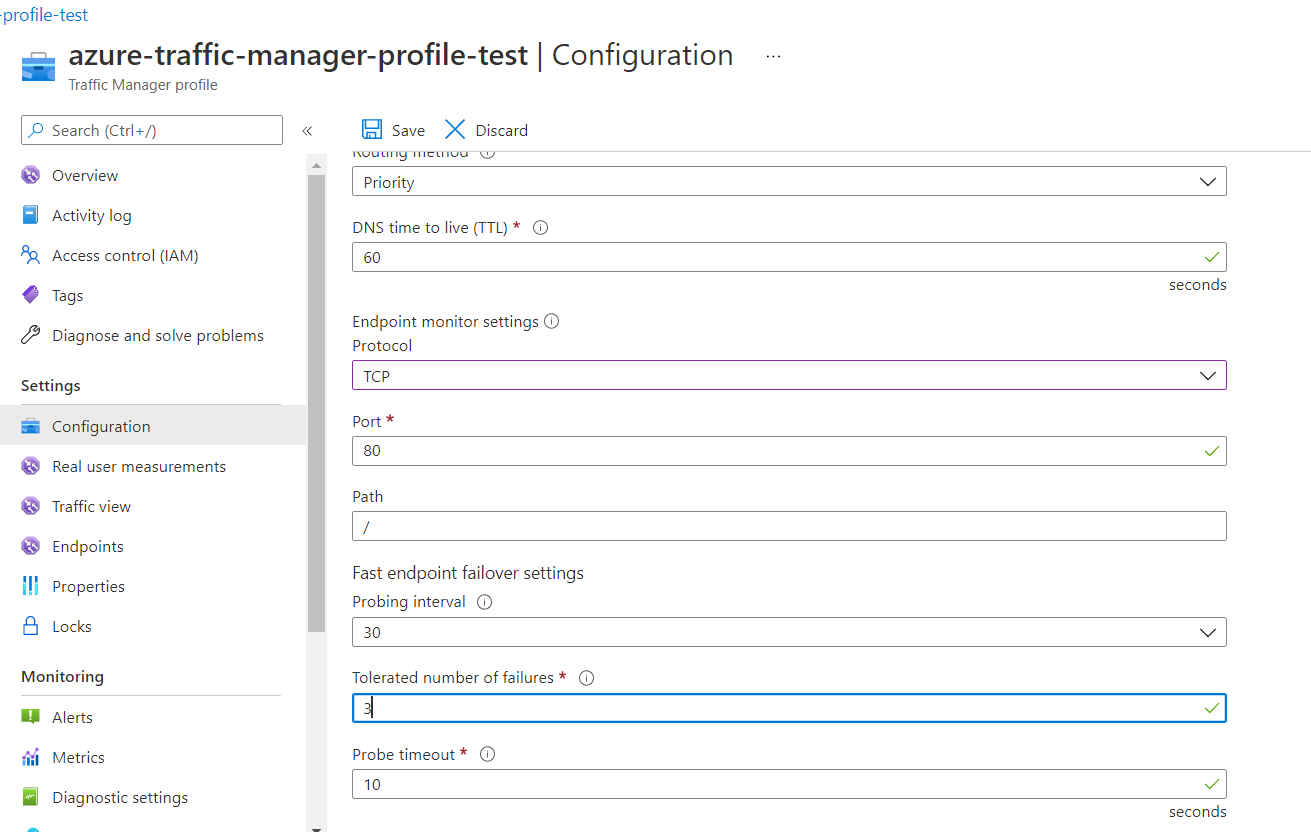 -profile-test
azure-traffic-manager-profile-test | Configuration ...
Traffic Manager profile
Search (Ctrl+/)
«
Overview
Activity log
Access control (IAM)
Tags
Diagnose and solve problems
Settings
Configuration
Real user measurements
Traffic view
Endpoints
Properties
Locks
Monitoring
Alerts
Metrics
Diagnostic settings
Save Discard
Routing method
Priority
DNS time to live (TTL) *
60
seconds
Endpoint monitor settings
Protocol
TCP
Port *
80
Path
/
Fast endpoint failover settings
Probing interval
30
Tolerated number of failures *
3
Probe timeout *
10
seconds